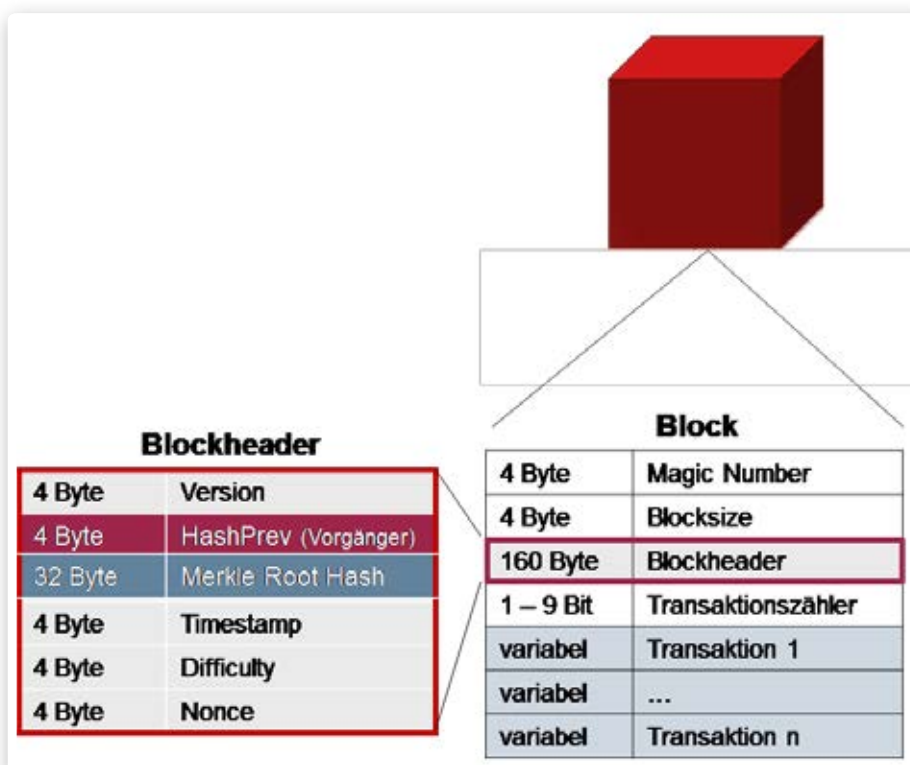 Blockheader
4 Byte Version
4 Byte HashPrev (Vorgänger)
32 Byte Merkle Root Hash
4 Byte Timestamp
4 Byte Difficulty
4 Byte Nonce
Block
4 Byte Magic Number
4 Byte Blocksize
160 Byte Blockheader
1 – 9 Bit Transaktionszähler
variabel Transaktion 1
variabel ...
variabel Transaktion n